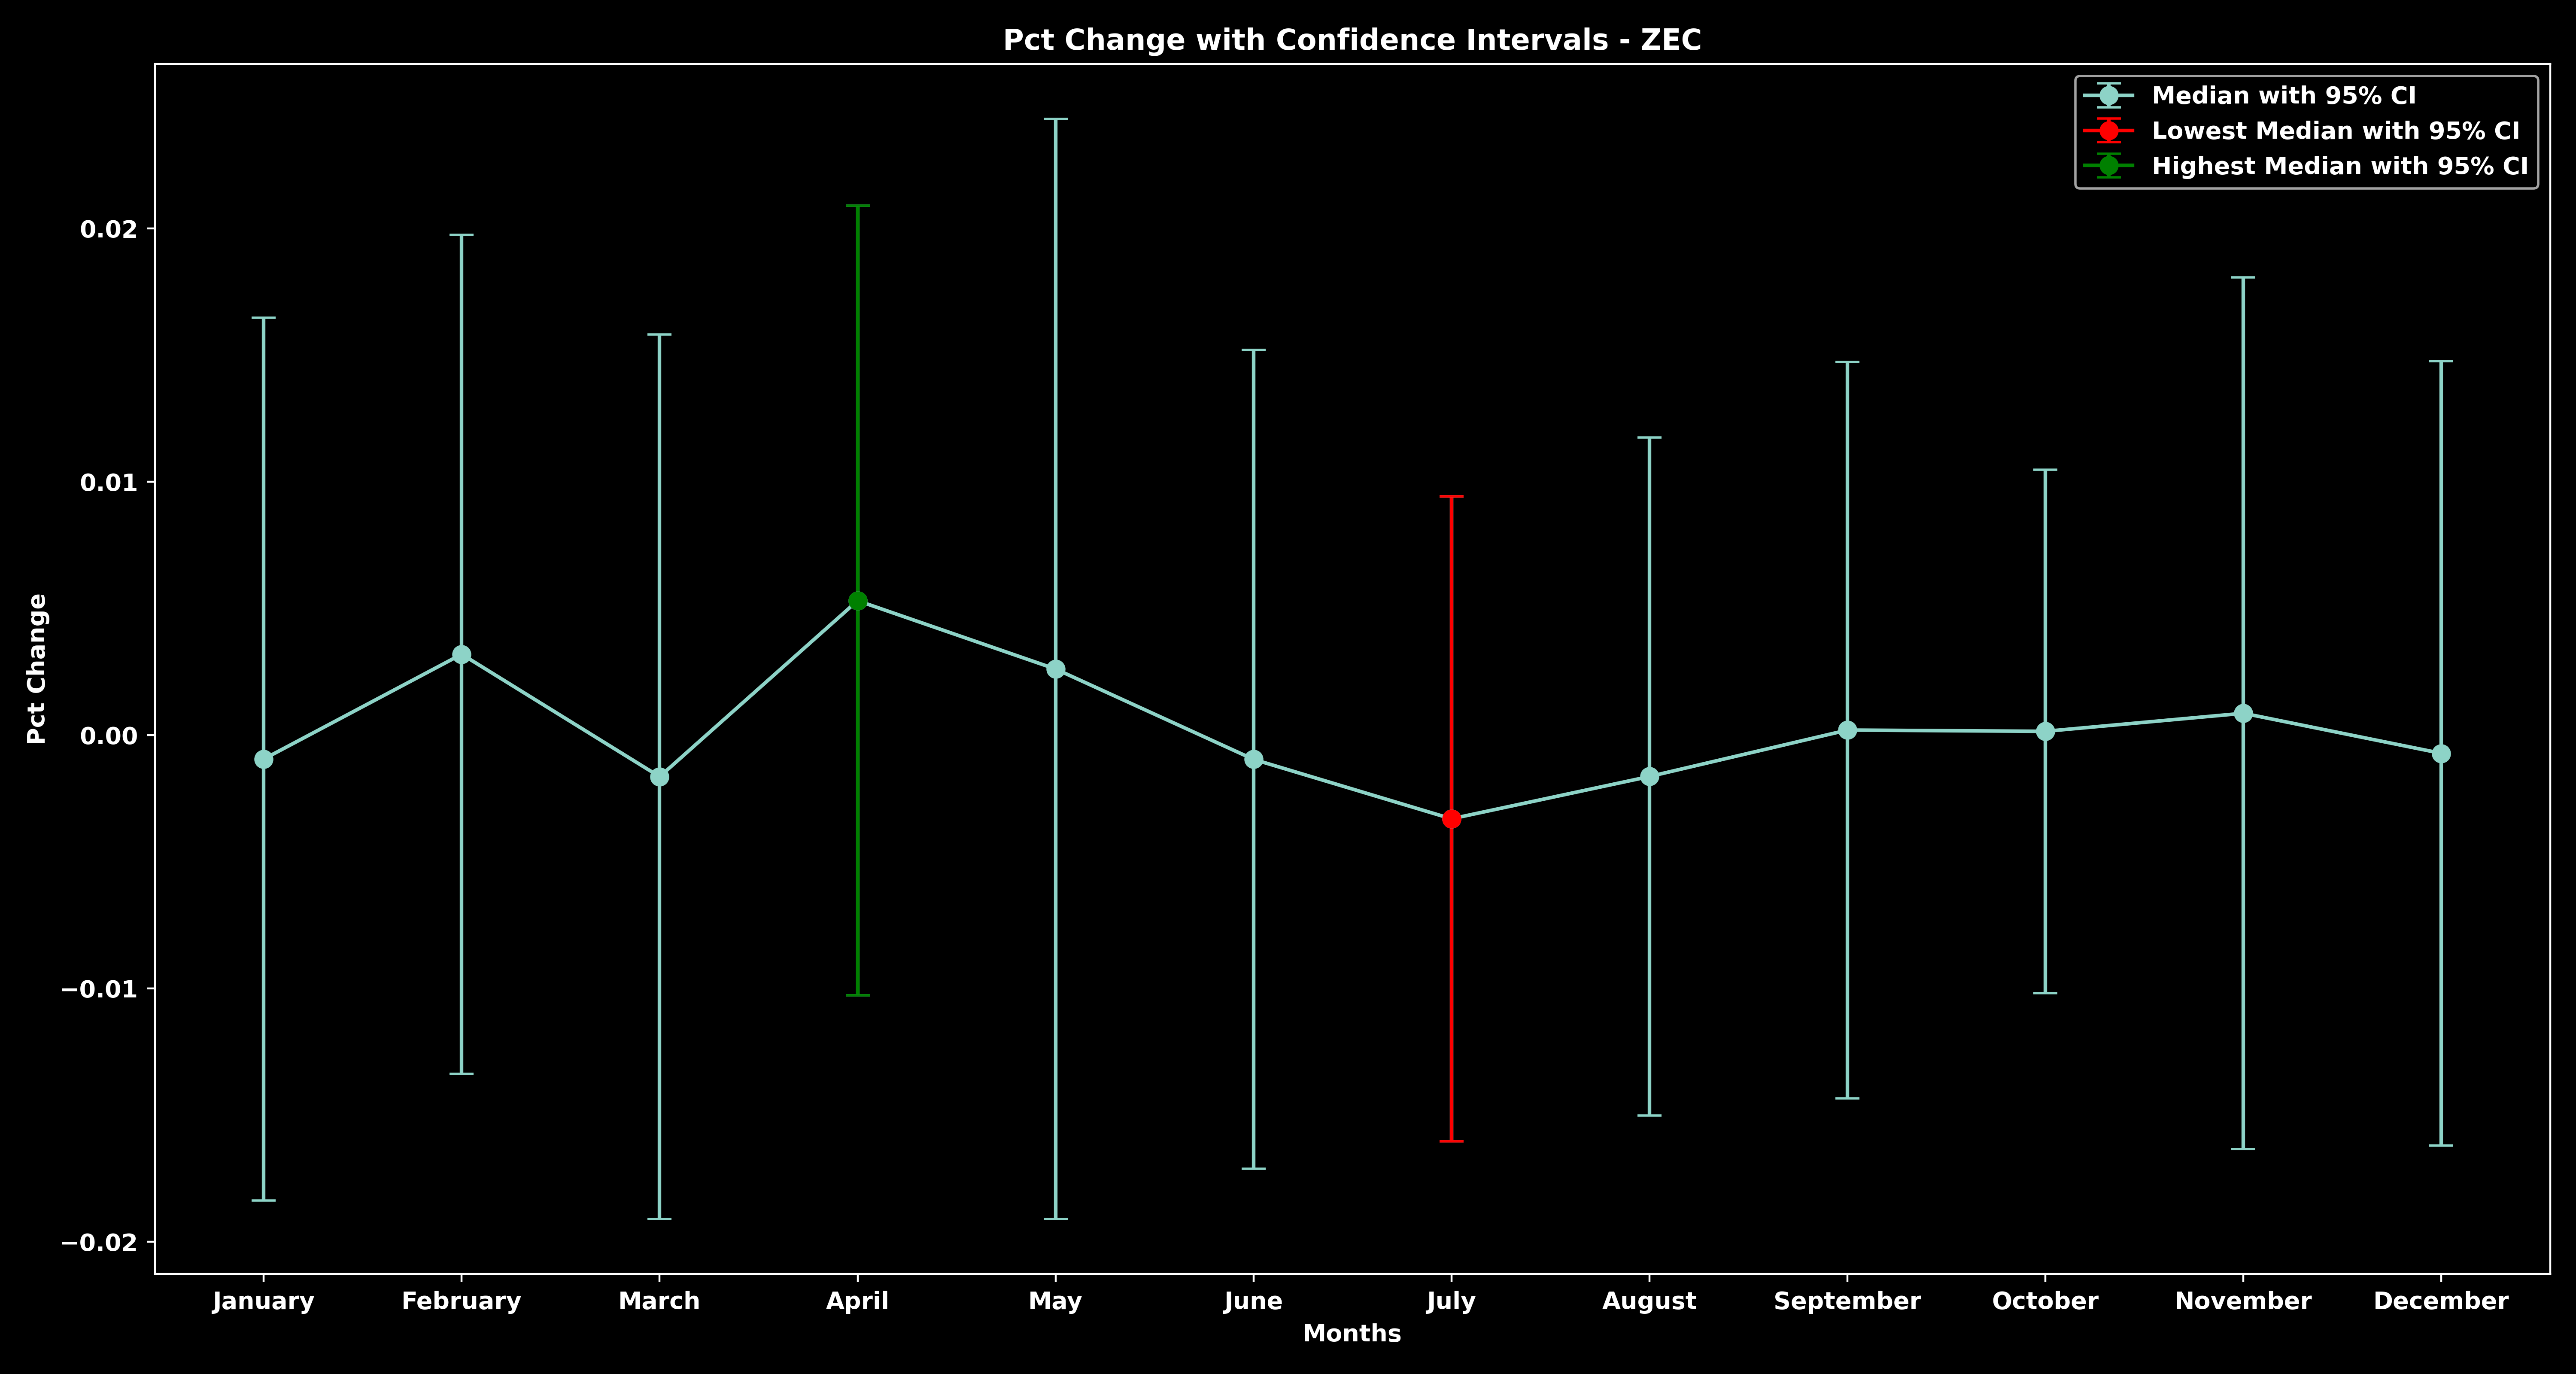 Pct Change with Confidence Intervals - ZEC
Median with 95% CI
Lowest Median with 95% CI
Highest Median with 95% CI
Pct Change
0.02
0.01
0.00
−0.01
−0.02
January February March April May June July August September October November December
Months